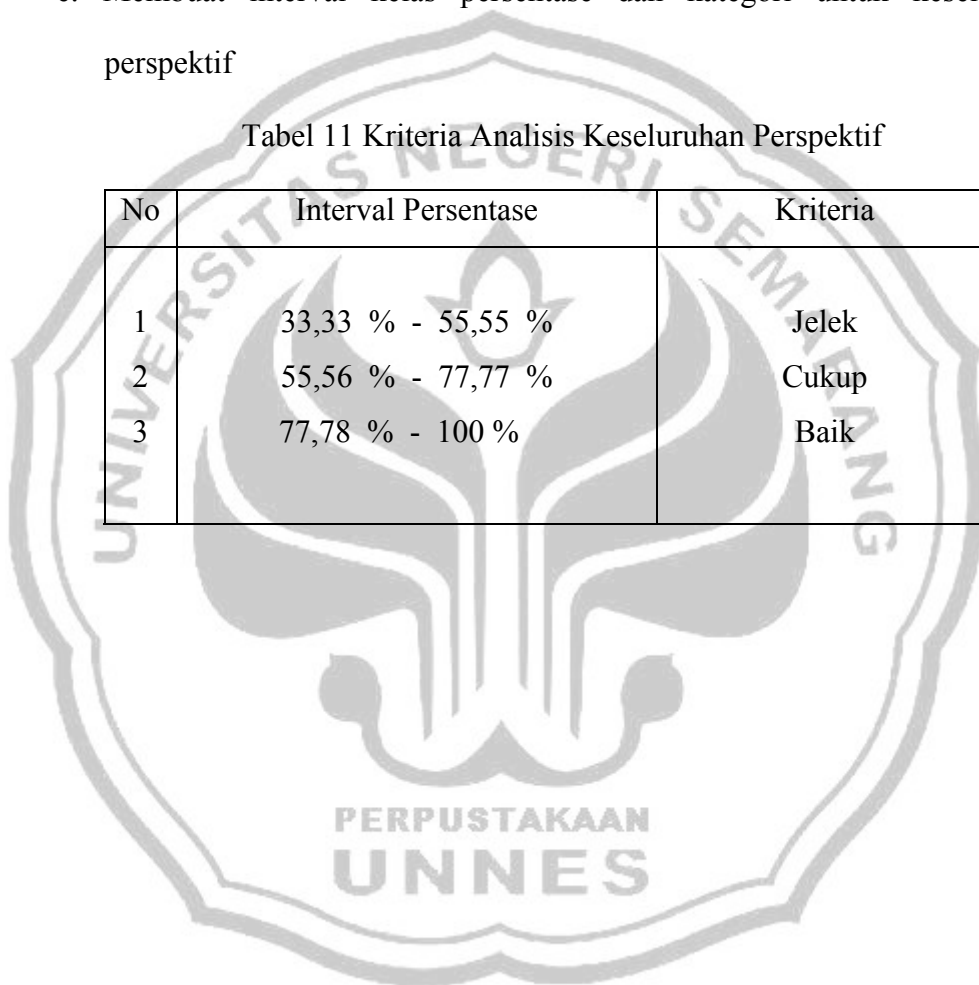 Membuat interval kelas persentase dan kategori untuk
perspektif
Tabel 11 Kriteria Analisis Keseluruhan Perspektif
No Interval Persentase Kriteria
1 33,33 % - 55,55 % Jelek
2 55,56 % - 77,77 % Cukup
3 77,78 % - 100 % Baik
UNIVERSITAS NEGERI SEMARANG
PERPUSTAKAAN
UNNES